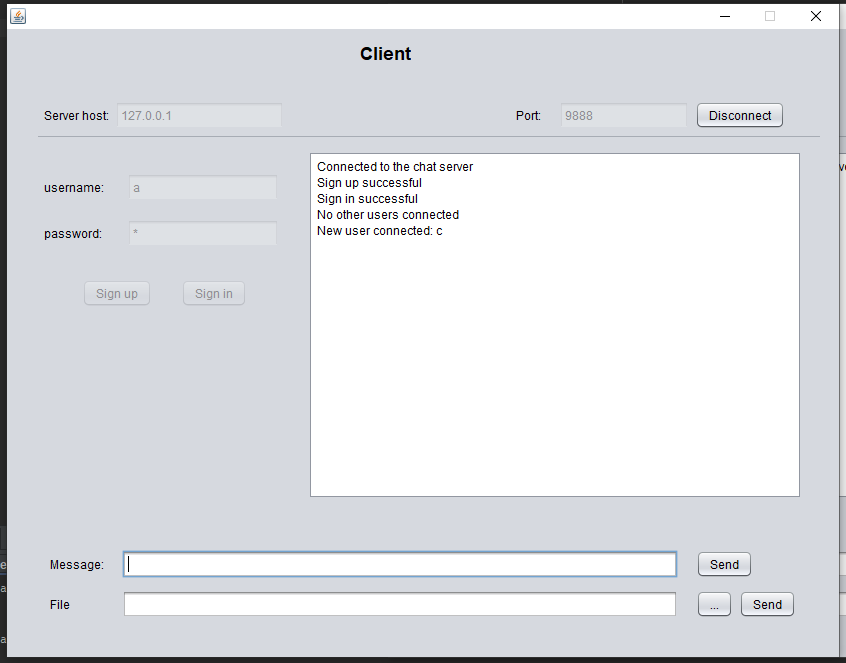 Client
Server host: 127.0.0.1 Port: 9888 Disconnect
username: a
password: *
Sign up Sign in
Connected to the chat server
Sign up successful
Sign in successful
No other users connected
New user connected: c
Message: Send
File ... Send